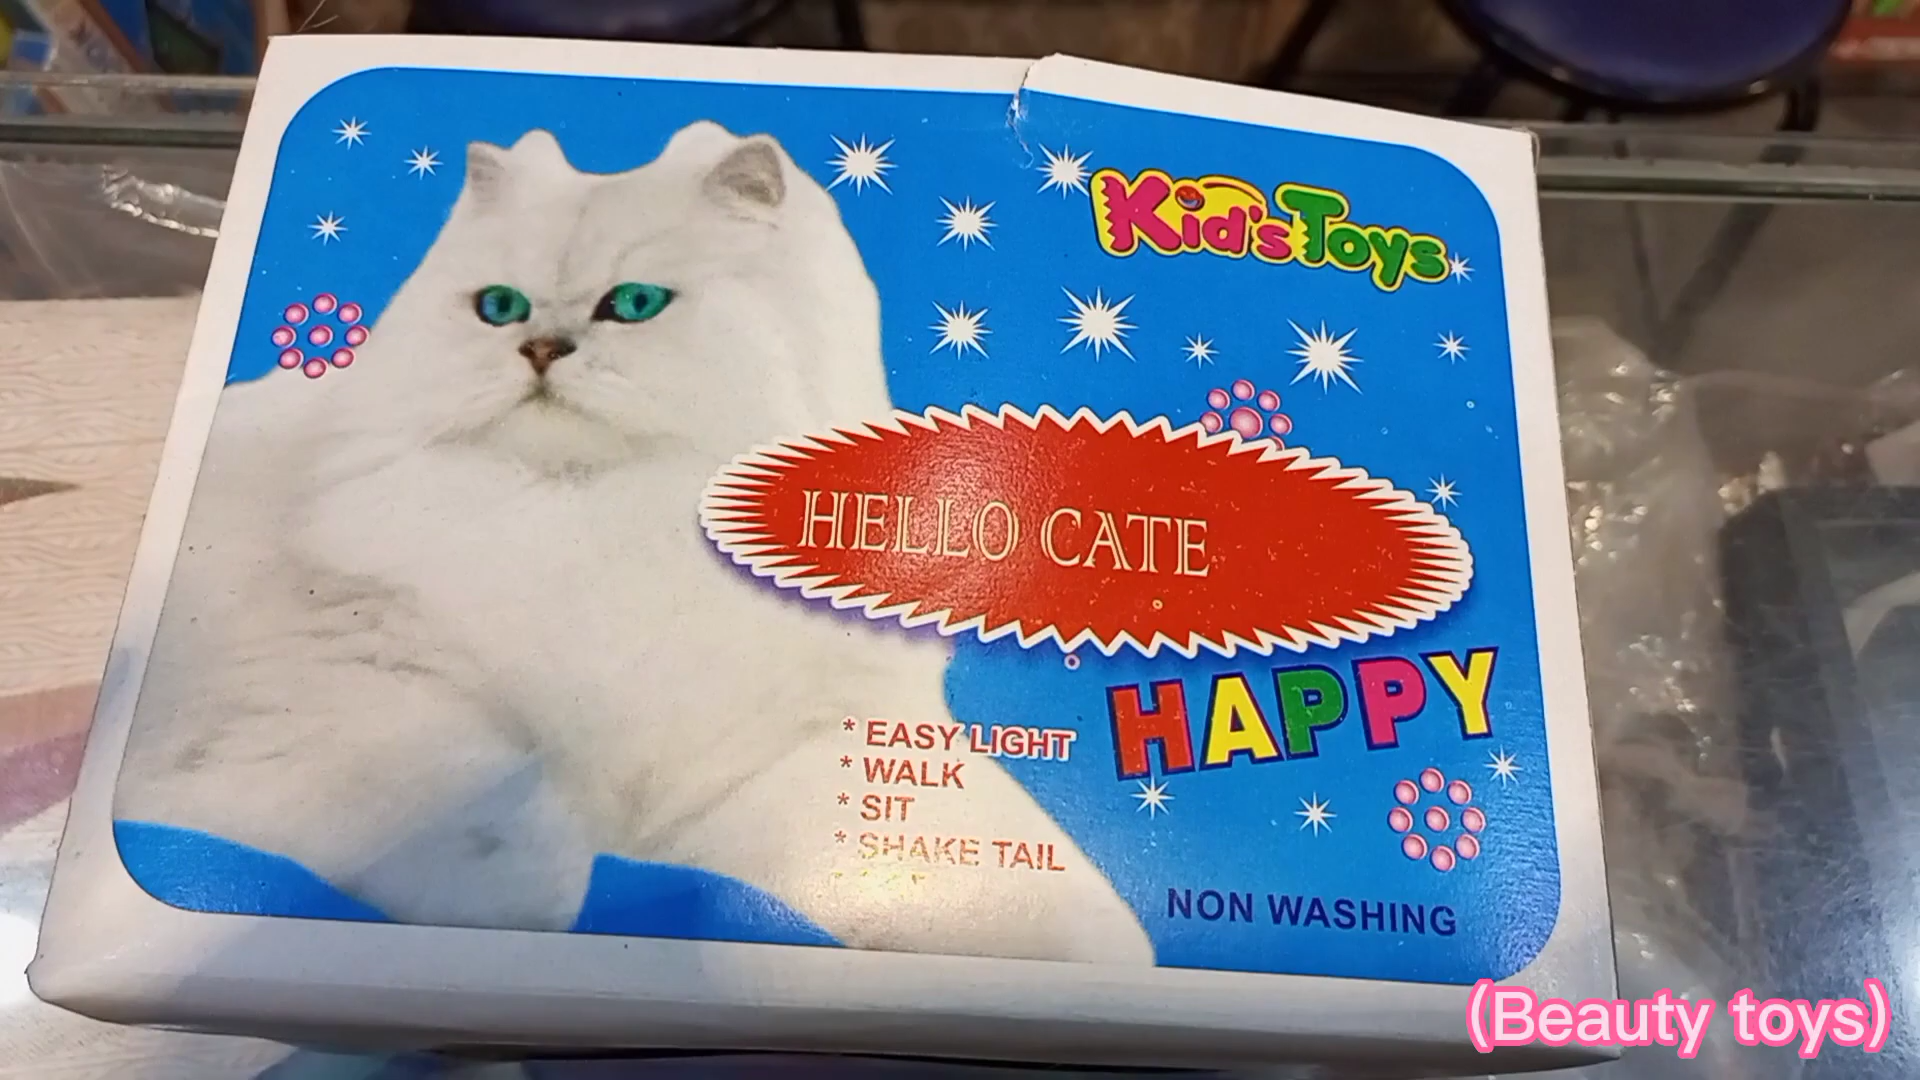 Kid's Toys
HELLO CATE
HAPPY
* EASY LIGHT
* WALK
* SIT
* SHAKE TAIL
NON WASHING
(Beauty toys)